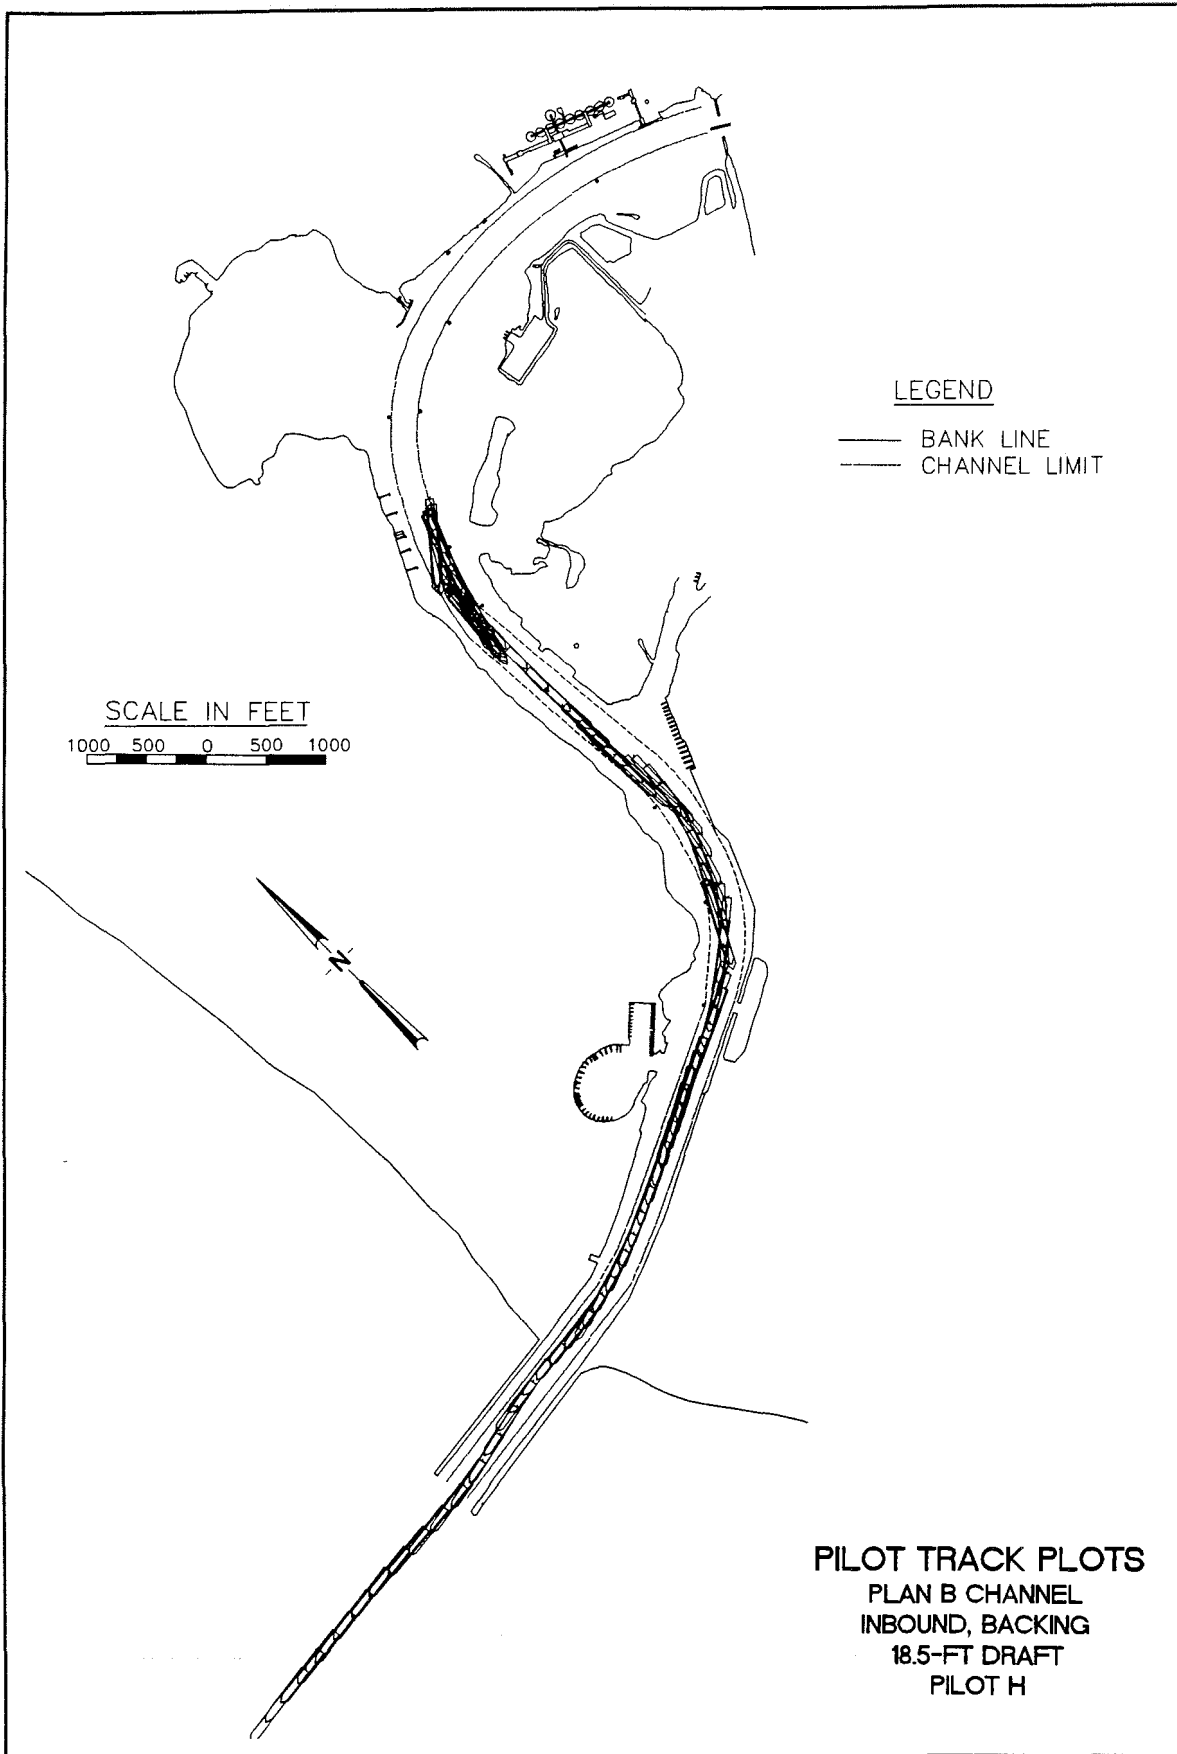 LEGEND
BANK LINE
CHANNEL LIMIT
SCALE IN FEET
1000 500 0 500 1000
N
PILOT TRACK PLOTS
PLAN B CHANNEL
INBOUND, BACKING
18.5-FT DRAFT
PILOT H